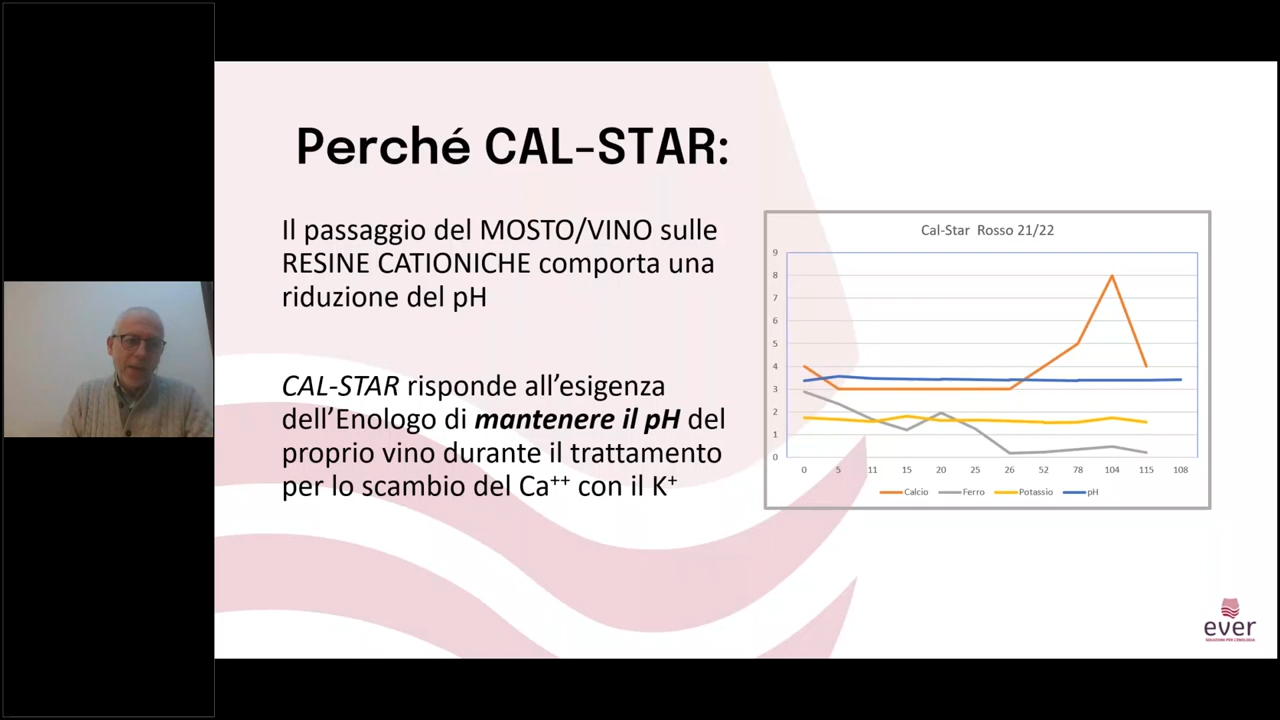 Perché CAL-STAR:
Il passaggio del MOSTO/VINO sulle
RESINE CATIONICHE comporta una
riduzione del pH
CAL-STAR risponde all'esigenza
dell'Enologo di mantenere il pH del
proprio vino durante il trattamento
per lo scambio del Ca⁺⁺ con il K⁺
Cal-Star Rosso 21/22
9
8
7
6
5
4
3
2
1
0
0 5 11 15 20 25 26 52 78 104 115 108
Calcio Ferro Potassio pH
ever
SOLUZIONI PER L'ENOLOGIA